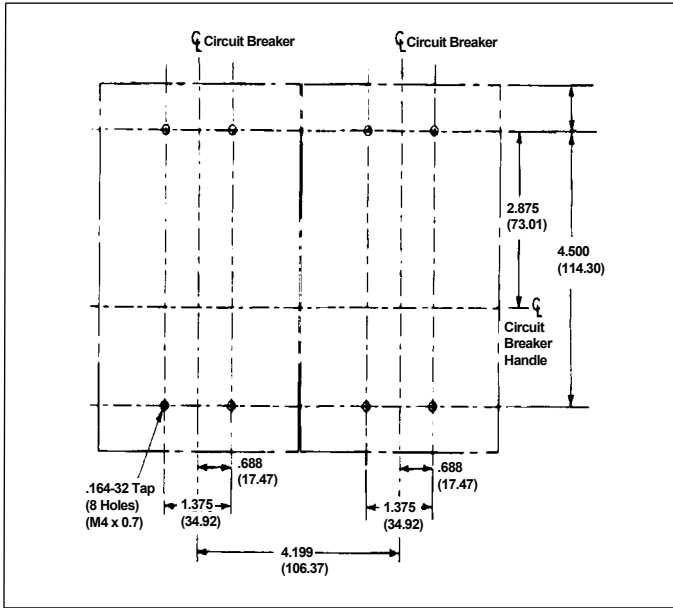 ℄ Circuit Breaker
℄ Circuit Breaker
2.875
(73.01)
4.500
(114.30)
℄
Circuit
Breaker
Handle
.688
(17.47)
.688
(17.47)
.164-32 Tap
(8 Holes)
(M4 x 0.7)
1.375
(34.92)
1.375
(34.92)
4.199
(106.37)